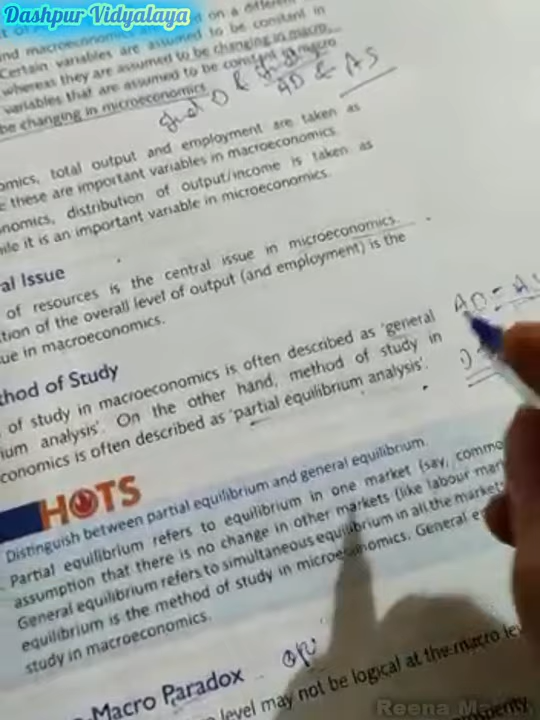 Dashpur Vidyalaya
on a different
Certain variables are assumed to be constant in
whereas they are assumed to be changing in macro
variables that are assumed to be constant
be changing in microeconomics.
D &
AD & AS
omics, total output and employment are taken as
these are important variables in macroeconomics.
nomics, distribution of output/income is taken as
ile it is an important variable in microeconomics.
al Issue
of resources is the central issue in microeconomics.
tion of the overall level of output (and employment) is the
ue in macroeconomics.
AD = AS
thod of Study
of study in macroeconomics is often described as 'general
ium analysis'. On the other hand, method of study in
conomics is often described as 'partial equilibrium analysis'.
HOTS
Distinguish between partial equilibrium and general equilibrium.
Partial equilibrium refers to equilibrium in one market (say, commo
assumption that there is no change in other markets (like labour mar
General equilibrium refers to simultaneous equilibrium in all the market
equilibrium is the method of study in microeconomics. General e
study in macroeconomics.
Macro Paradox
level may not be logical at the macro le
Reena Ma